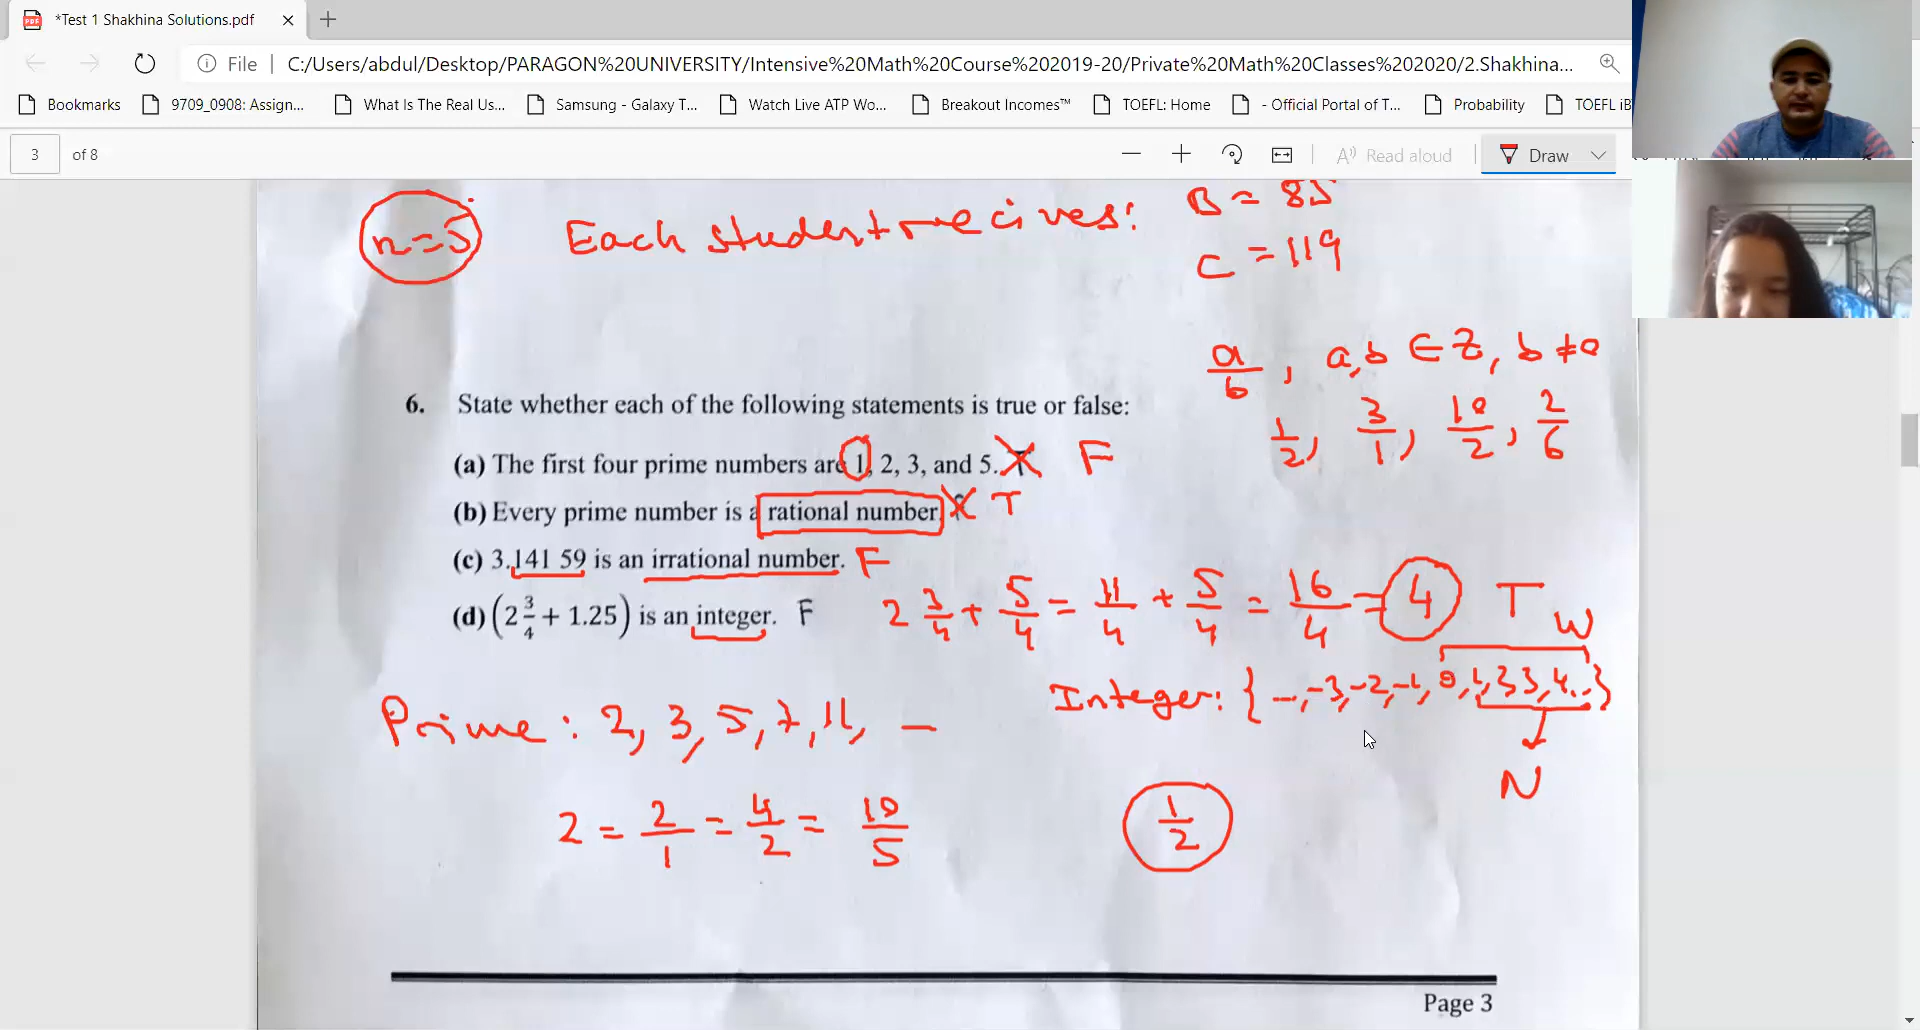 *Test 1 Shakhina Solutions.pdf
File C:/Users/abdul/Desktop/PARAGON%20UNIVERSITY/Intensive%20Math%20Course%202019-20/Private%20Math%20Classes%202020/2.Shakhina...
Bookmarks 9709_0908: Assign... What Is The Real Us... Samsung - Galaxy T... Watch Live ATP Wo... Breakout Incomes™ TOEFL: Home - Official Portal of T... Probability TOEFL iB
3 of 8 Read aloud Draw
B = 85
n=5 Each student recives:
C = 119
a/b, a,b ∈ Z, b ≠ 0
6. State whether each of the following statements is true or false:
1/2, 3/1, 10/2, 2/6
(a) The first four prime numbers are 1, 2, 3, and 5. F
(b) Every prime number is a rational number T
(c) 3.141 59 is an irrational number. F
(d) (2 3/4 + 1.25) is an integer. F 2 3/4 + 5/4 = 11/4 + 5/4 = 16/4 = 4 T
W
Integer: { –, -3, -2, -1, 0, 1, 2, 3, 4.. }
Prime: 2, 3, 5, 7, 11, –
N
2 = 2/1 = 4/2 = 10/5
1/2
Page 3